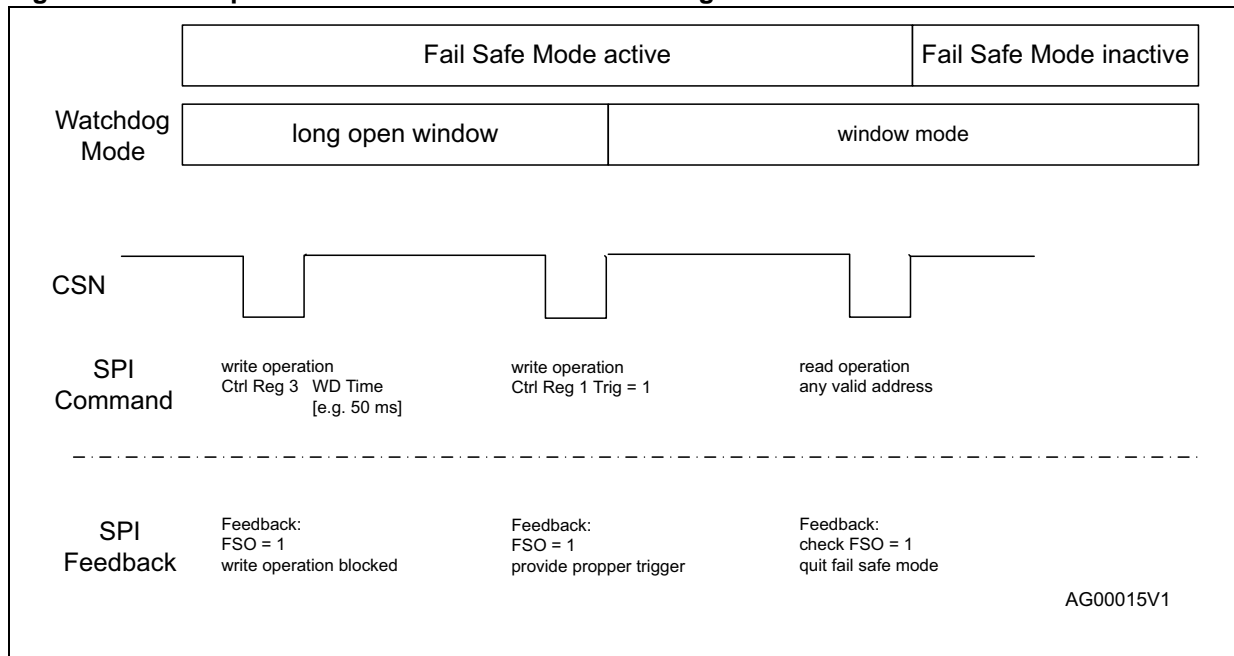 Fail Safe Mode active
Fail Safe Mode inactive
Watchdog
Mode
long open window
window mode
CSN
SPI
Command
write operation
Ctrl Reg 3 WD Time
[e.g. 50 ms]
write operation
Ctrl Reg 1 Trig = 1
read operation
any valid address
SPI
Feedback
Feedback:
FSO = 1
write operation blocked
Feedback:
FSO = 1
provide propper trigger
Feedback:
check FSO = 1
quit fail safe mode
AG00015V1